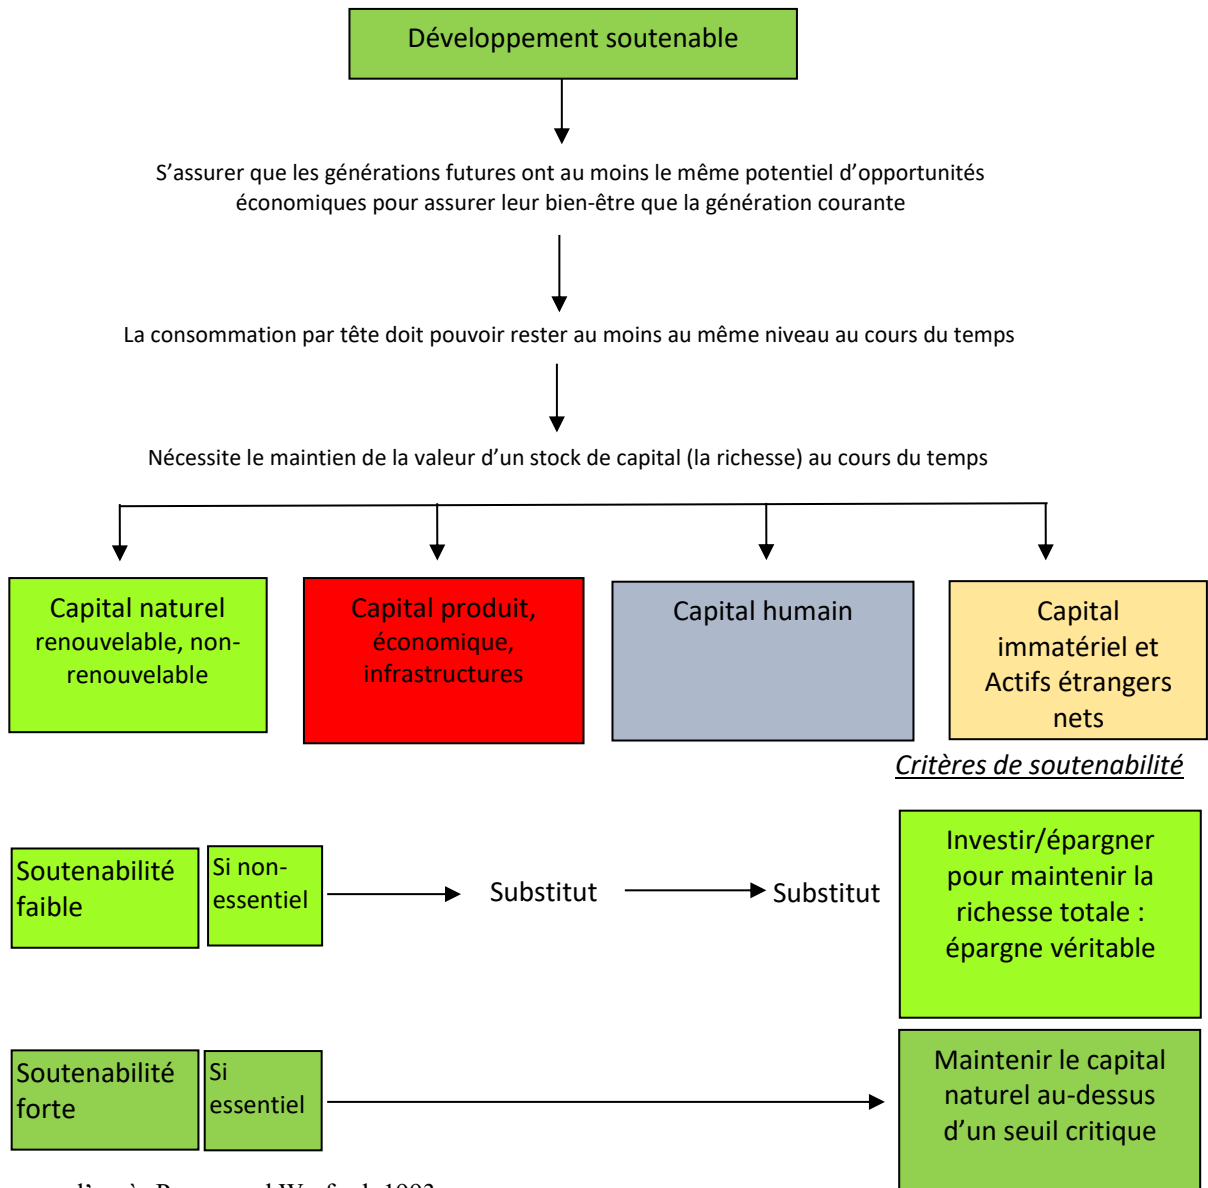 Développement soutenable
S’assurer que les générations futures ont au moins le même potentiel d’opportunités
économiques pour assurer leur bien-être que la génération courante
La consommation par tête doit pouvoir rester au moins au même niveau au cours du temps
Nécessite le maintien de la valeur d’un stock de capital (la richesse) au cours du temps
Capital naturel
renouvelable, non-
renouvelable
Capital produit,
économique,
infrastructures
Capital humain
Capital
immatériel et
Actifs étrangers
nets
Critères de soutenabilité
Soutenabilité
faible
Si non-
essentiel
Substitut
Substitut
Investir/épargner
pour maintenir la
richesse totale :
épargne véritable
Soutenabilité
forte
Si
essentiel
Maintenir le capital
naturel au-dessus
d’un seuil critique